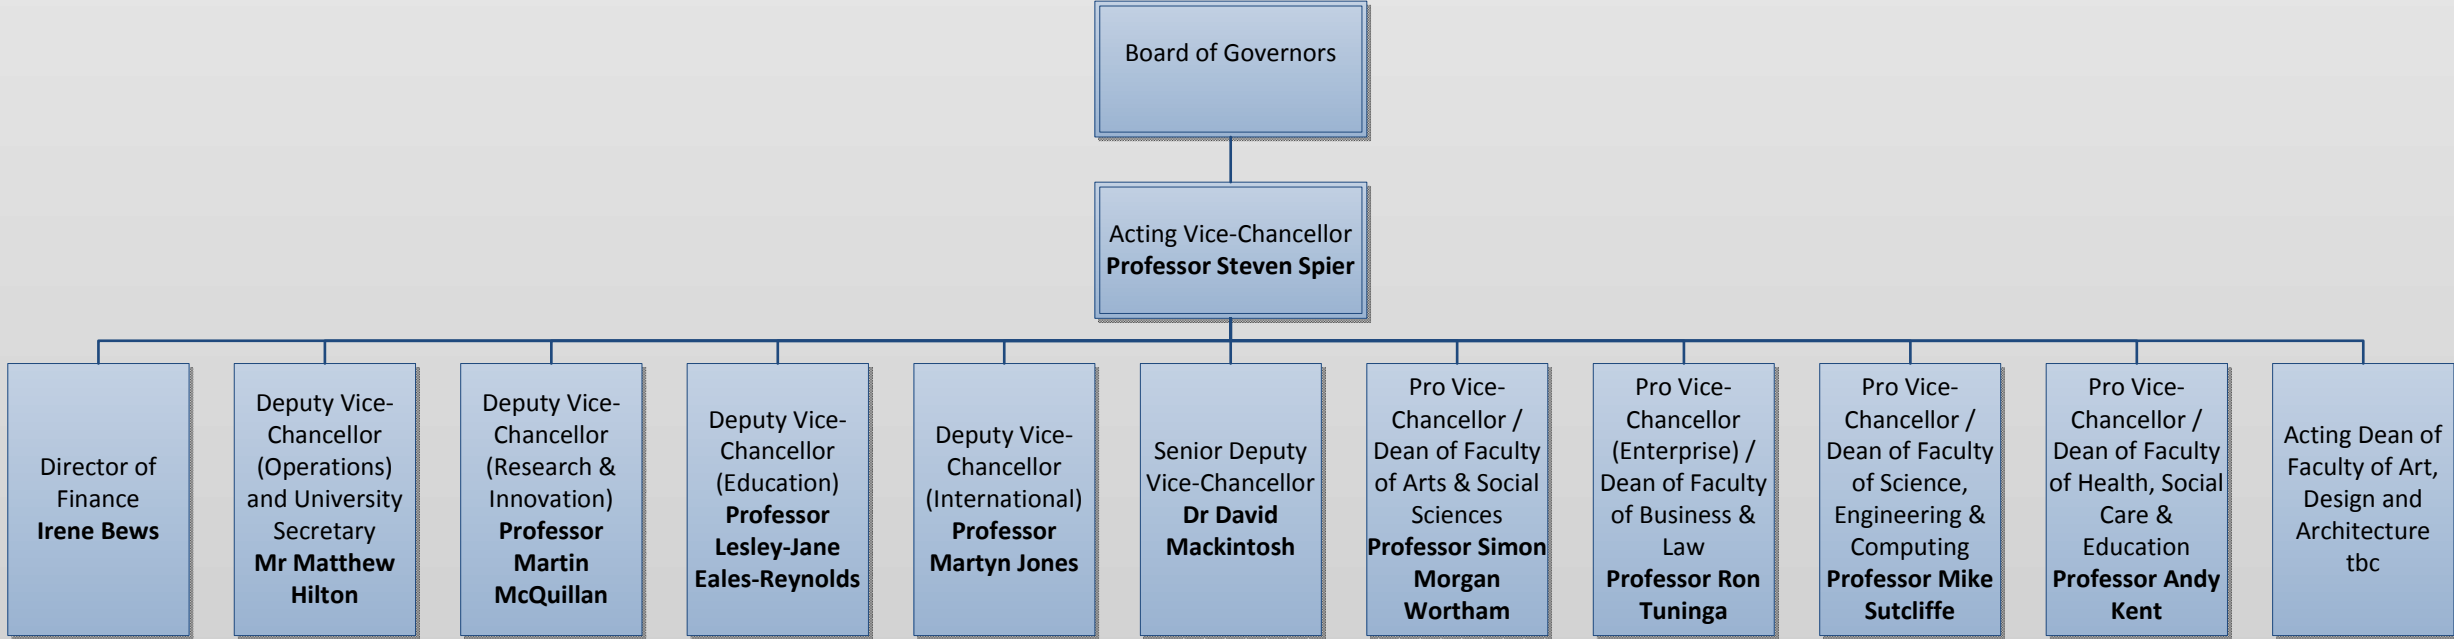 Board of Governors
Acting Vice-Chancellor
Professor Steven Spier
Director of
Finance
Irene Bews
Deputy Vice-
Chancellor
(Operations)
and University
Secretary
Mr Matthew
Hilton
Deputy Vice-
Chancellor
(Research &
Innovation)
Professor
Martin
McQuillan
Deputy Vice-
Chancellor
(Education)
Professor
Lesley-Jane
Eales-Reynolds
Deputy Vice-
Chancellor
(International)
Professor
Martyn Jones
Senior Deputy
Vice-Chancellor
Dr David
Mackintosh
Pro Vice-
Chancellor /
Dean of Faculty
of Arts & Social
Sciences
Professor Simon
Morgan
Wortham
Pro Vice-
Chancellor
(Enterprise) /
Dean of Faculty
of Business &
Law
Professor Ron
Tuninga
Pro Vice-
Chancellor /
Dean of Faculty
of Science,
Engineering &
Computing
Professor Mike
Sutcliffe
Pro Vice-
Chancellor /
Dean of Faculty
of Health, Social
Care &
Education
Professor Andy
Kent
Acting Dean of
Faculty of Art,
Design and
Architecture
tbc